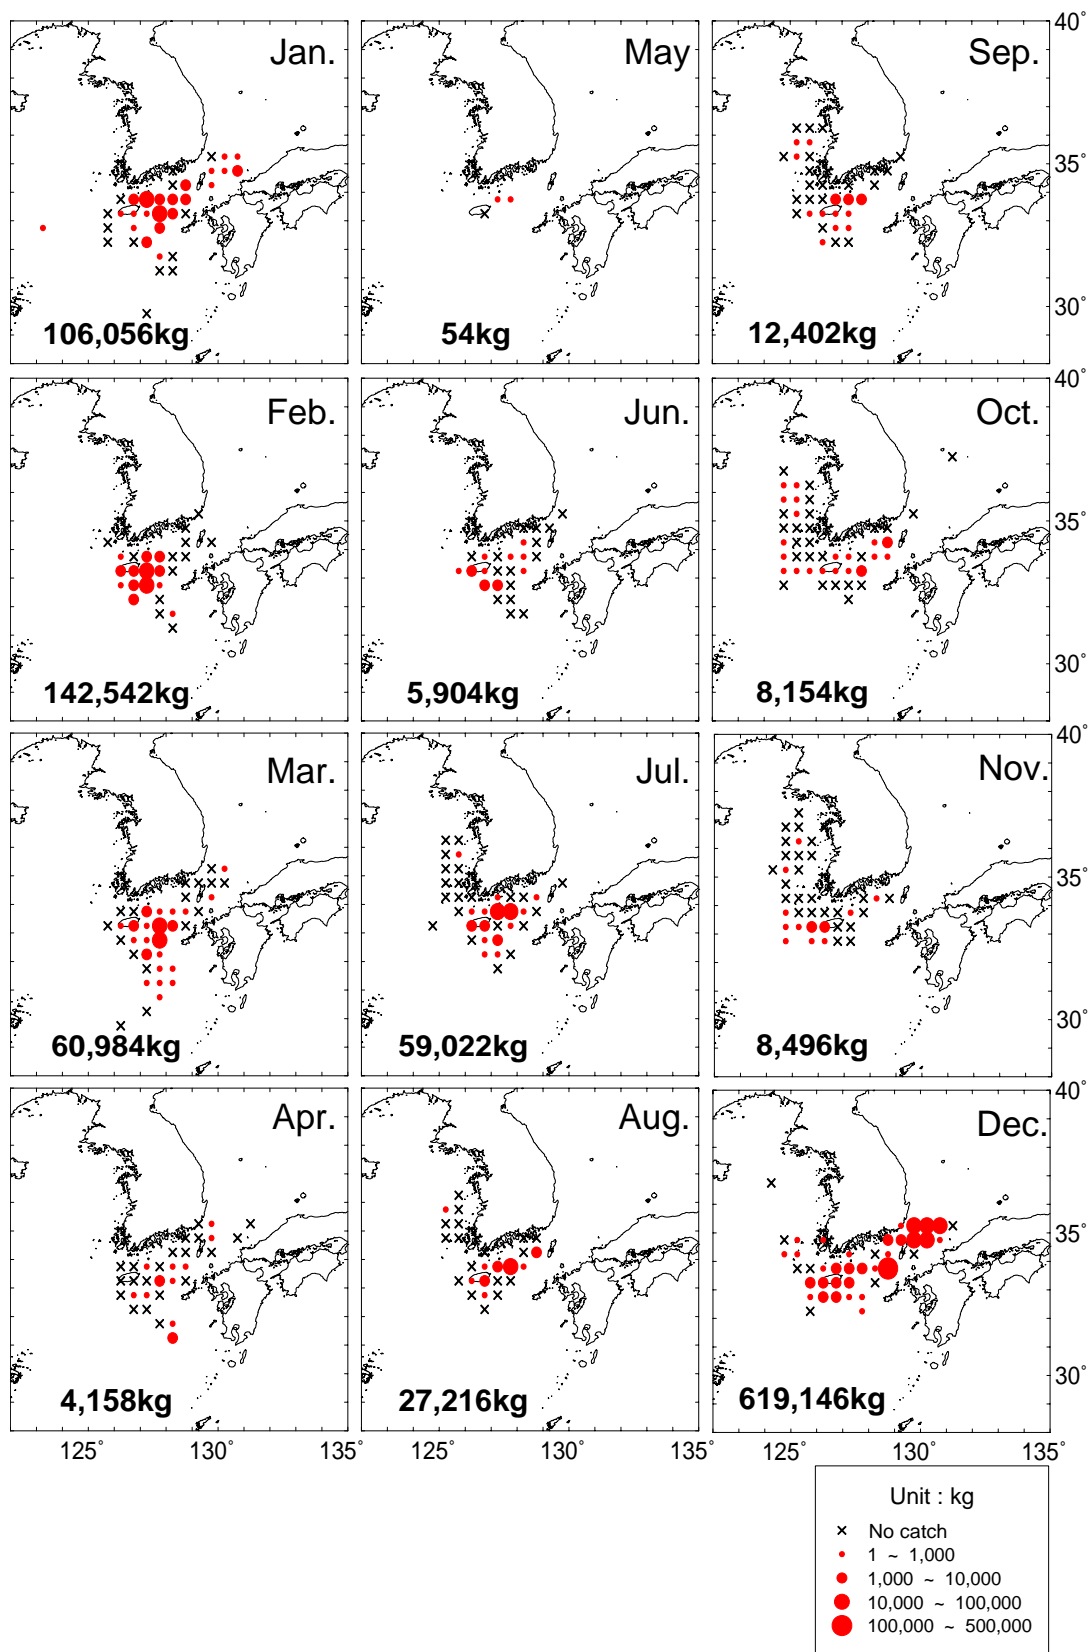 Jan.
May
Sep.
40°
35°
30°
106,056kg
54kg
12,402kg
Feb.
Jun.
Oct.
40°
35°
30°
142,542kg
5,904kg
8,154kg
Mar.
Jul.
Nov.
40°
35°
30°
60,984kg
59,022kg
8,496kg
Apr.
Aug.
Dec.
40°
35°
30°
4,158kg
27,216kg
619,146kg
125° 130° 135°
125° 130° 135°
125° 130° 135°
Unit : kg
× No catch
1 ~ 1,000
1,000 ~ 10,000
10,000 ~ 100,000
100,000 ~ 500,000